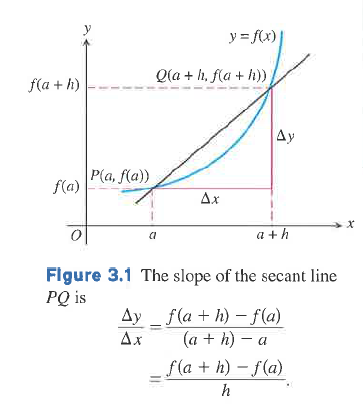 y
y = f(x)
Q(a + h, f(a + h))
f(a + h)
Δy
P(a, f(a))
f(a)
Δx
O
a
a + h
x
Figure 3.1 The slope of the secant line
PQ is
Δy/Δx = f(a + h) − f(a)/(a + h) − a
= f(a + h) − f(a)/h.